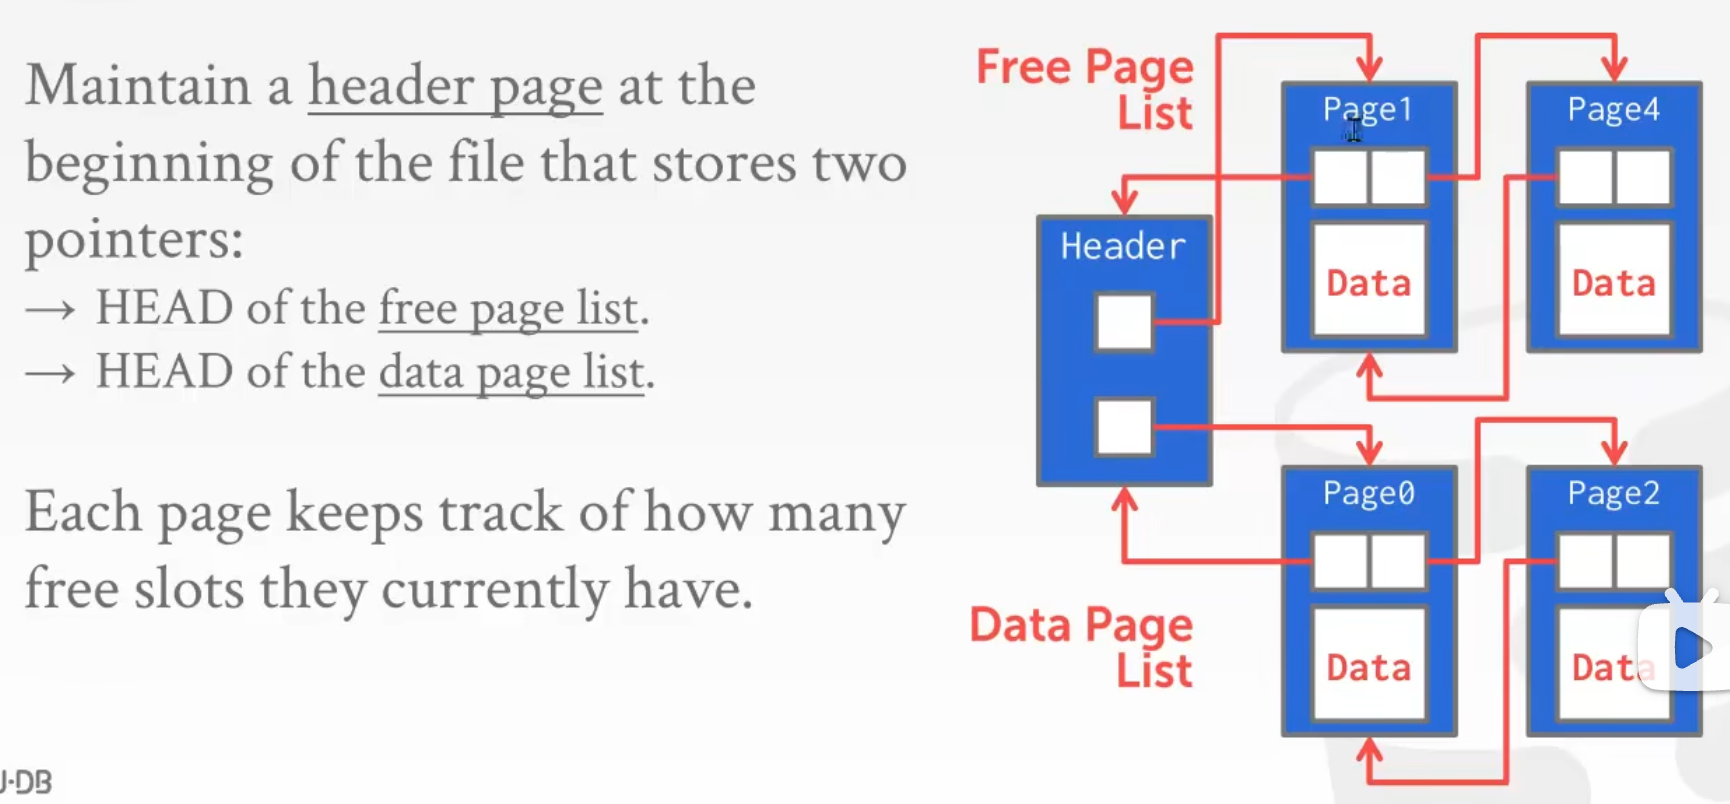 Maintain a header page at the
beginning of the file that stores two
pointers:
→ HEAD of the free page list.
→ HEAD of the data page list.
Each page keeps track of how many
free slots they currently have.
Free Page
List
Page1
Page4
Header
Data
Data
Page0
Page2
Data Page
List
Data
Data
·DB